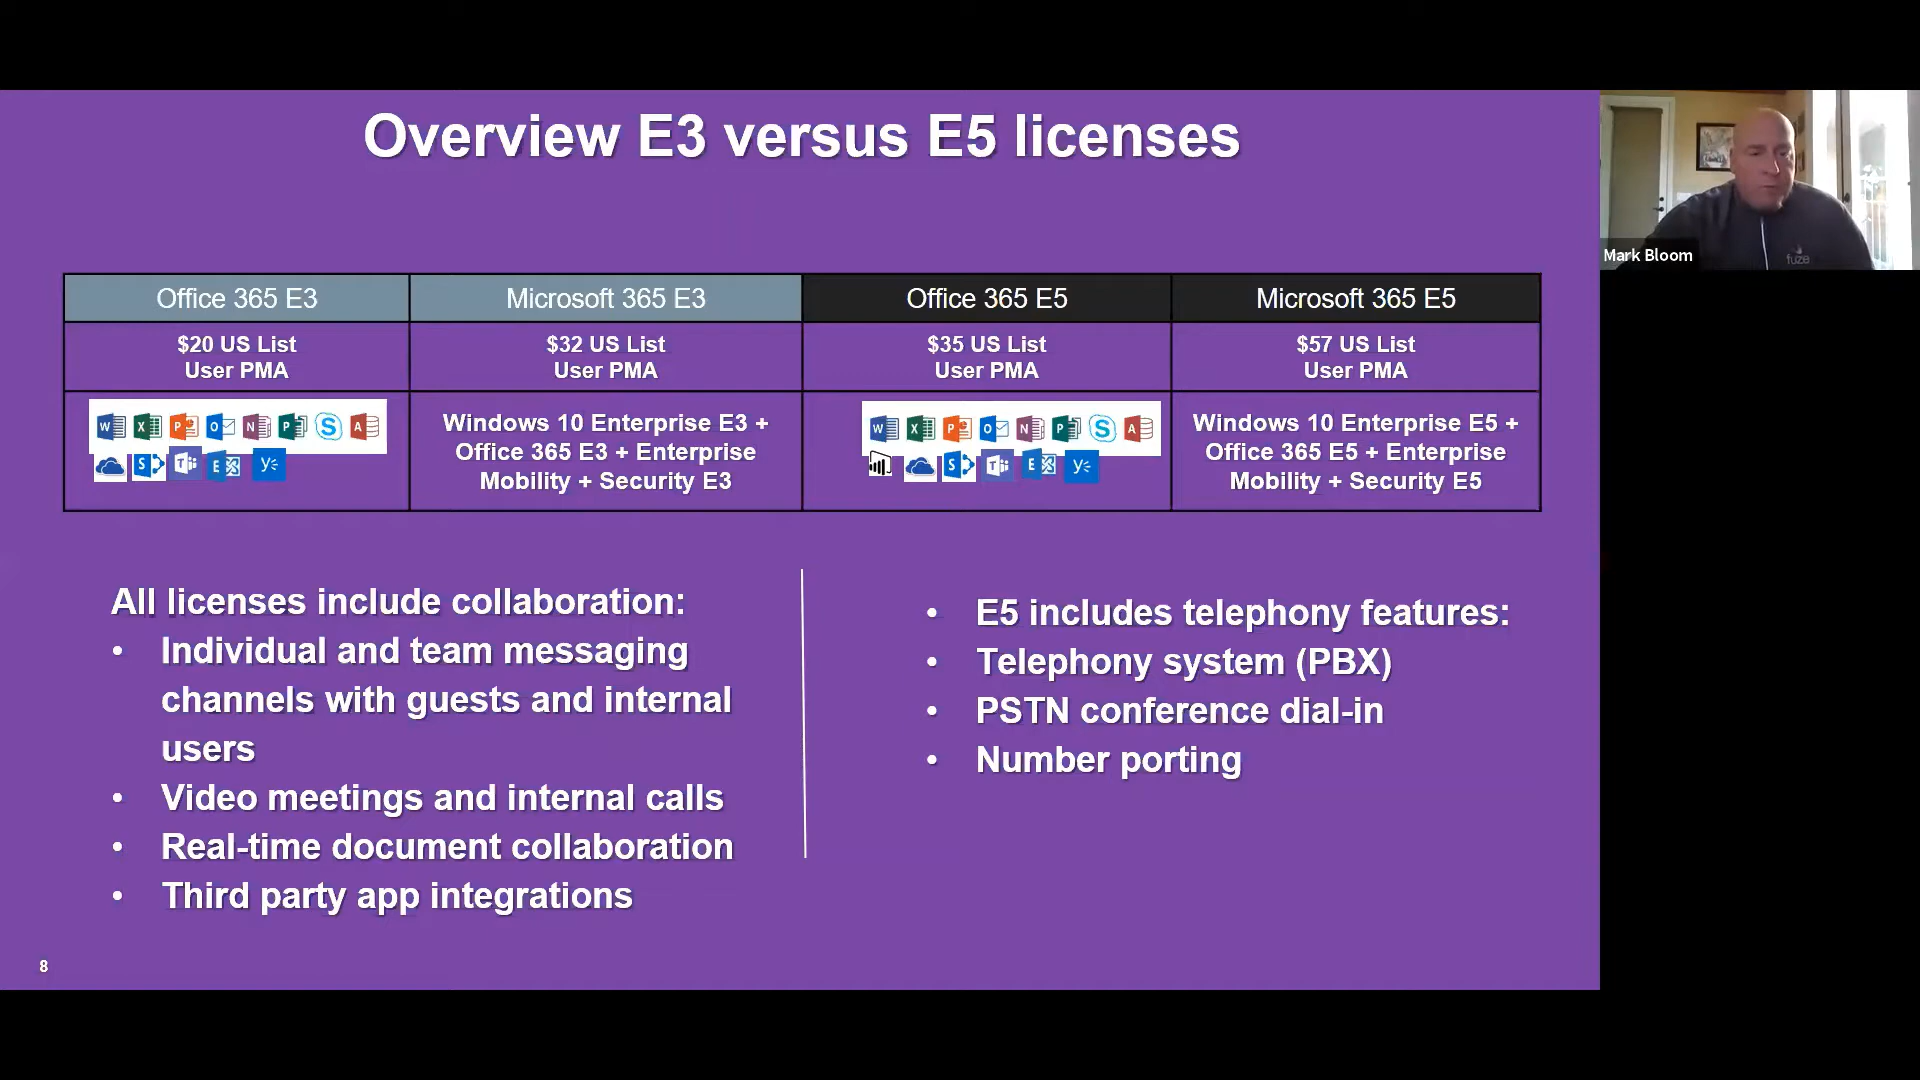 Overview E3 versus E5 licenses
Office 365 E3
Microsoft 365 E3
Office 365 E5
Microsoft 365 E5
$20 US List
User PMA
$32 US List
User PMA
$35 US List
User PMA
$57 US List
User PMA
Windows 10 Enterprise E3 +
Office 365 E3 + Enterprise
Mobility + Security E3
Windows 10 Enterprise E5 +
Office 365 E5 + Enterprise
Mobility + Security E5
All licenses include collaboration:
• Individual and team messaging
channels with guests and internal
users
• Video meetings and internal calls
• Real-time document collaboration
• Third party app integrations
• E5 includes telephony features:
• Telephony system (PBX)
• PSTN conference dial-in
• Number porting
8
Mark Bloom
fuze